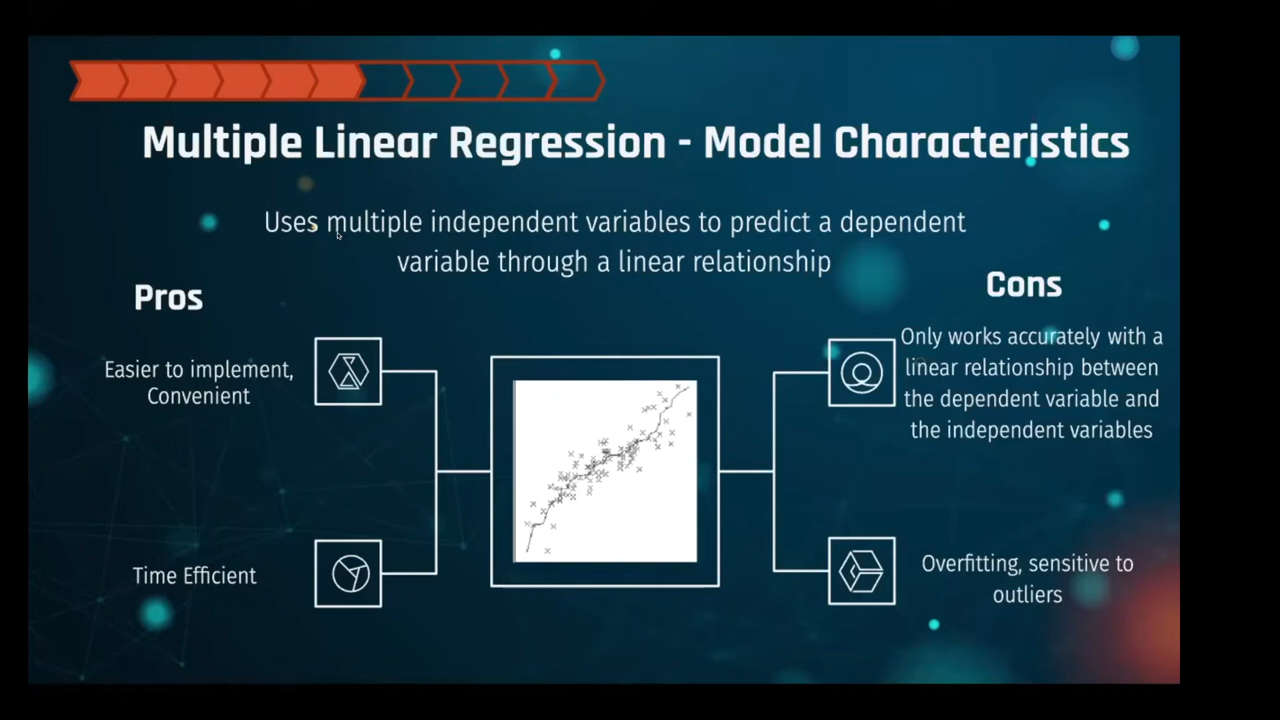 Multiple Linear Regression - Model Characteristics
Uses multiple independent variables to predict a dependent
variable through a linear relationship
Pros
Easier to implement,
Convenient
Time Efficient
Cons
Only works accurately with a
linear relationship between
the dependent variable and
the independent variables
Overfitting, sensitive to
outliers